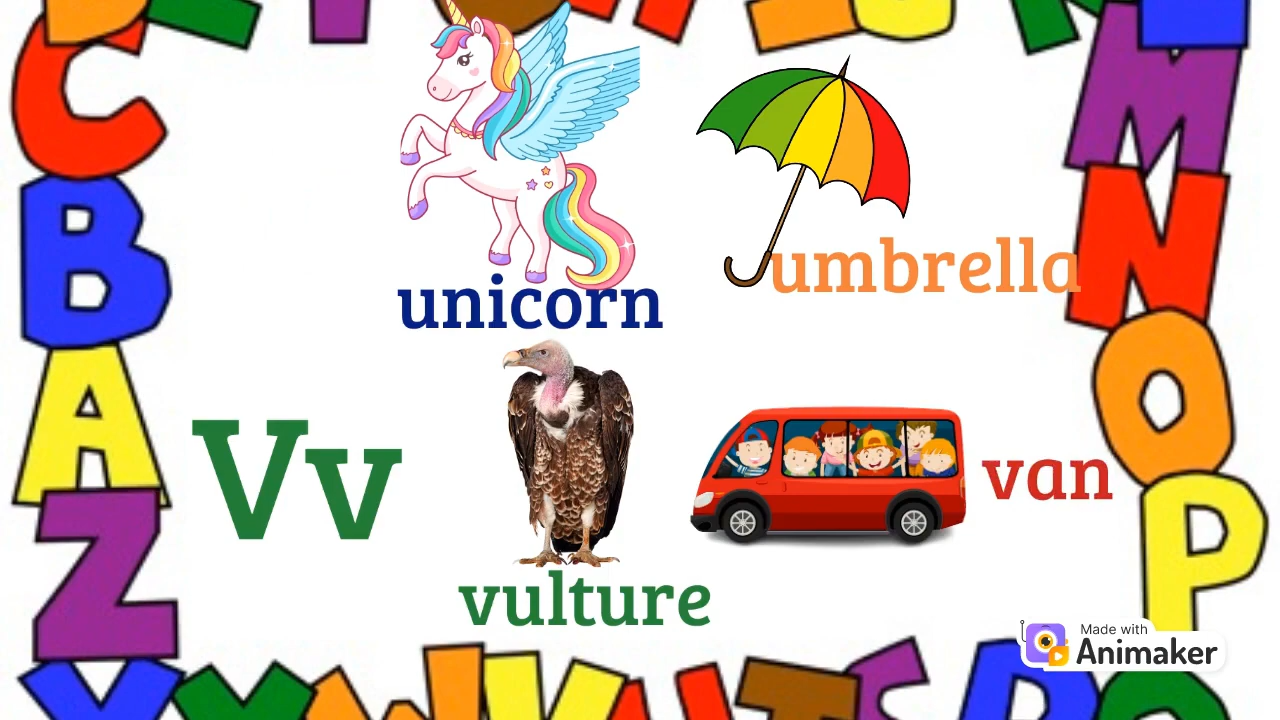 unicorn
umbrella
Vv
vulture
van
C
B
A
Z
M
N
O
P
Made with
Animaker